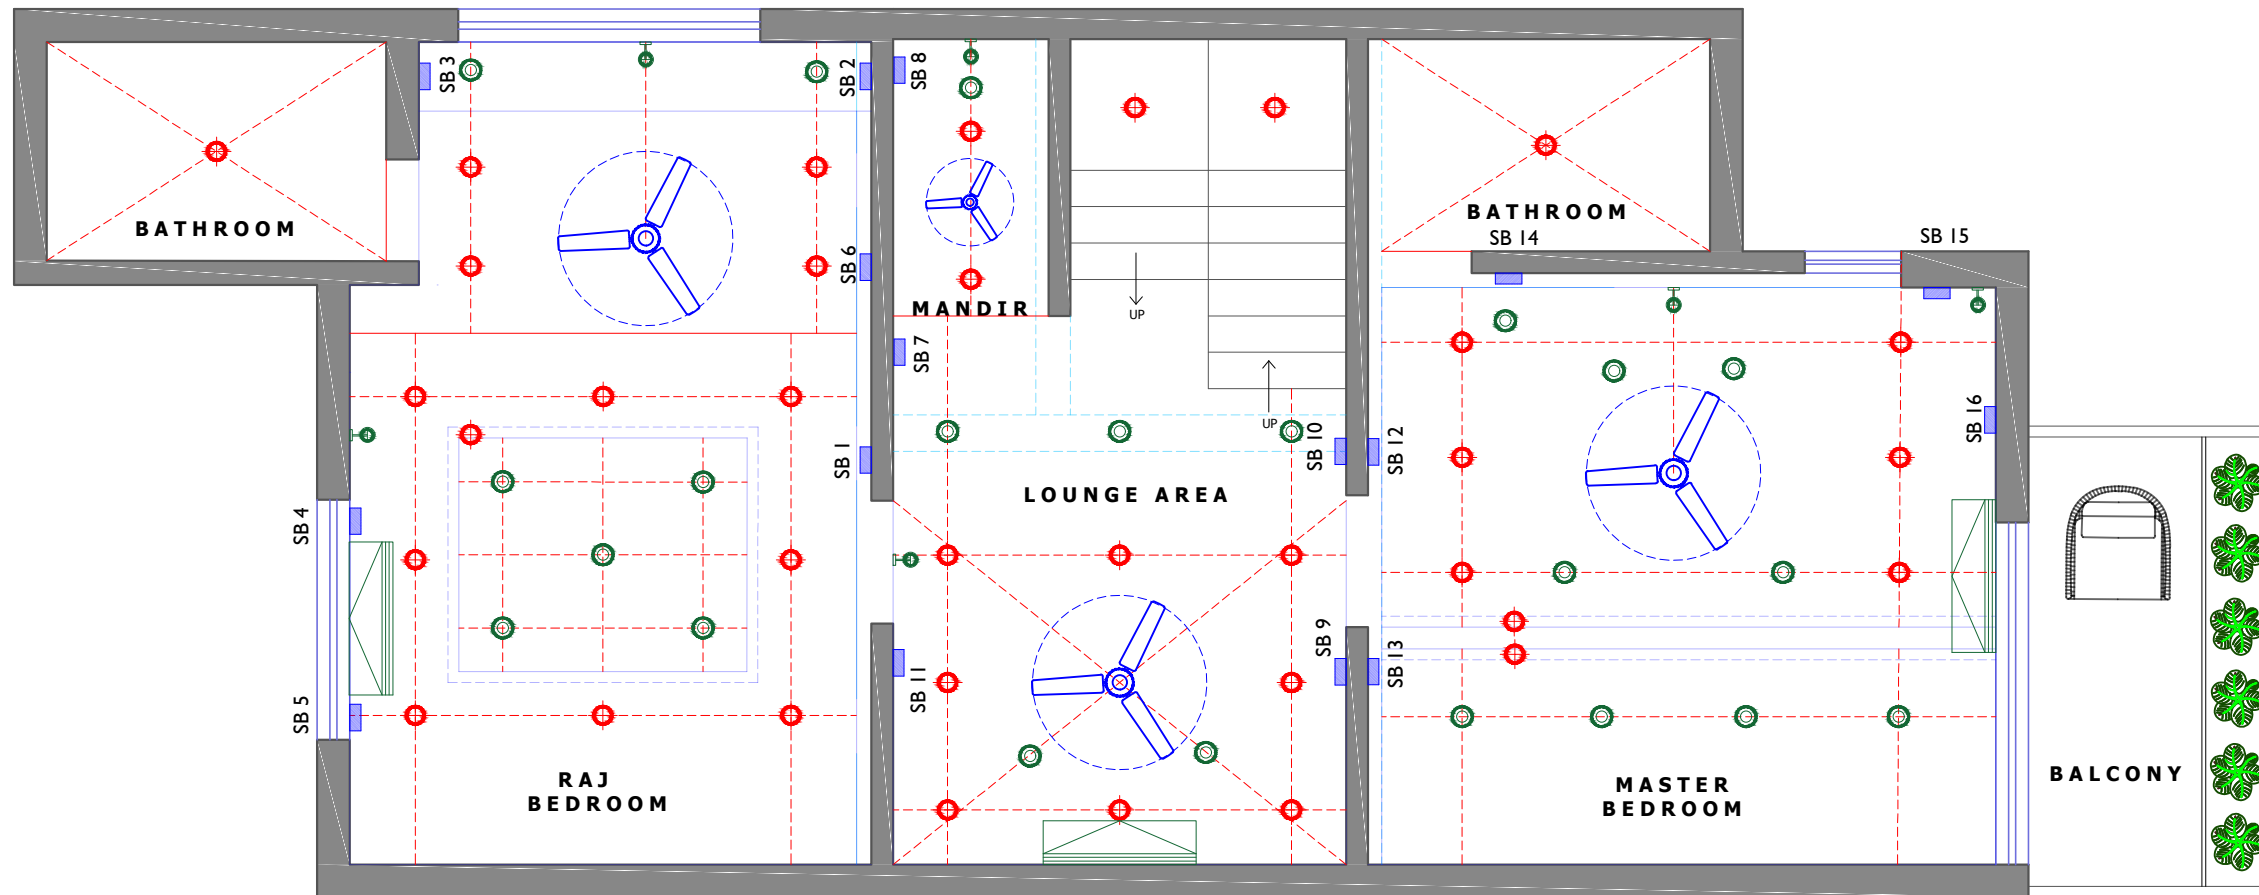 SB 3
SB 2
SB 8
BATHROOM
SB 6
MANDIR
UP
BATHROOM
SB 14
SB 15
SB 7
UP
SB 1
SB 10
SB 12
SB 16
LOUNGE AREA
SB 4
SB 9
SB 13
SB 11
SB 5
RAJ
BEDROOM
MASTER
BEDROOM
BALCONY